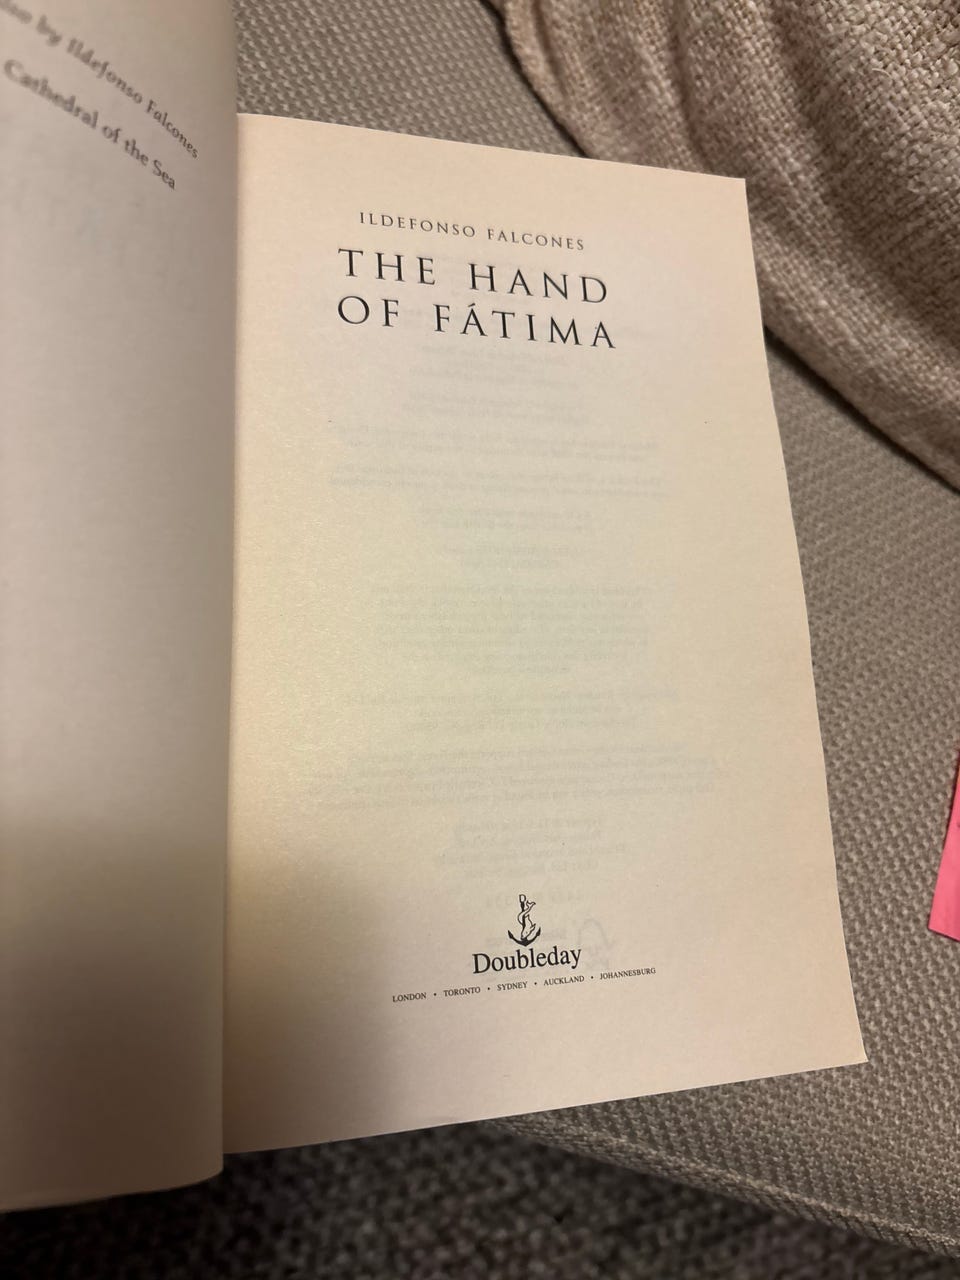 by Ildefonso Falcones
Cathedral of the Sea
ILDEFONSO FALCONES
THE HAND
OF FÁTIMA
Doubleday
LONDON • TORONTO • SYDNEY • AUCKLAND • JOHANNESBURG